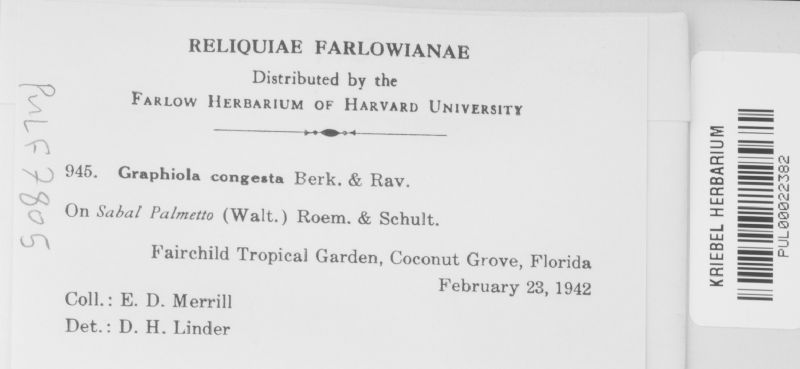 RELIQUIAE FARLOWIANAE
Distributed by the
FARLOW HERBARIUM OF HARVARD UNIVERSITY
945. Graphiola congesta Berk. & Rav.
On Sabal Palmetto (Walt.) Roem. & Schult.
Fairchild Tropical Garden, Coconut Grove, Florida
February 23, 1942
Coll.: E. D. Merrill
Det.: D. H. Linder
PuL F7805
KRIEBEL HERBARIUM
PUL00022382